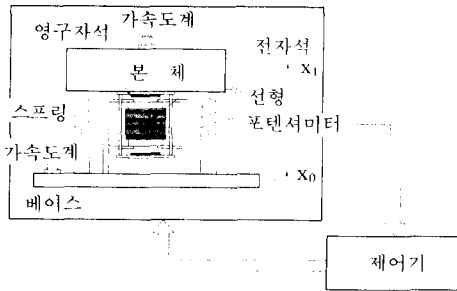 가속도계
영구자석
전자석
본 체
x₁
스프링
선형
포텐셔미터
가속도계
x₀
베이스
제어기